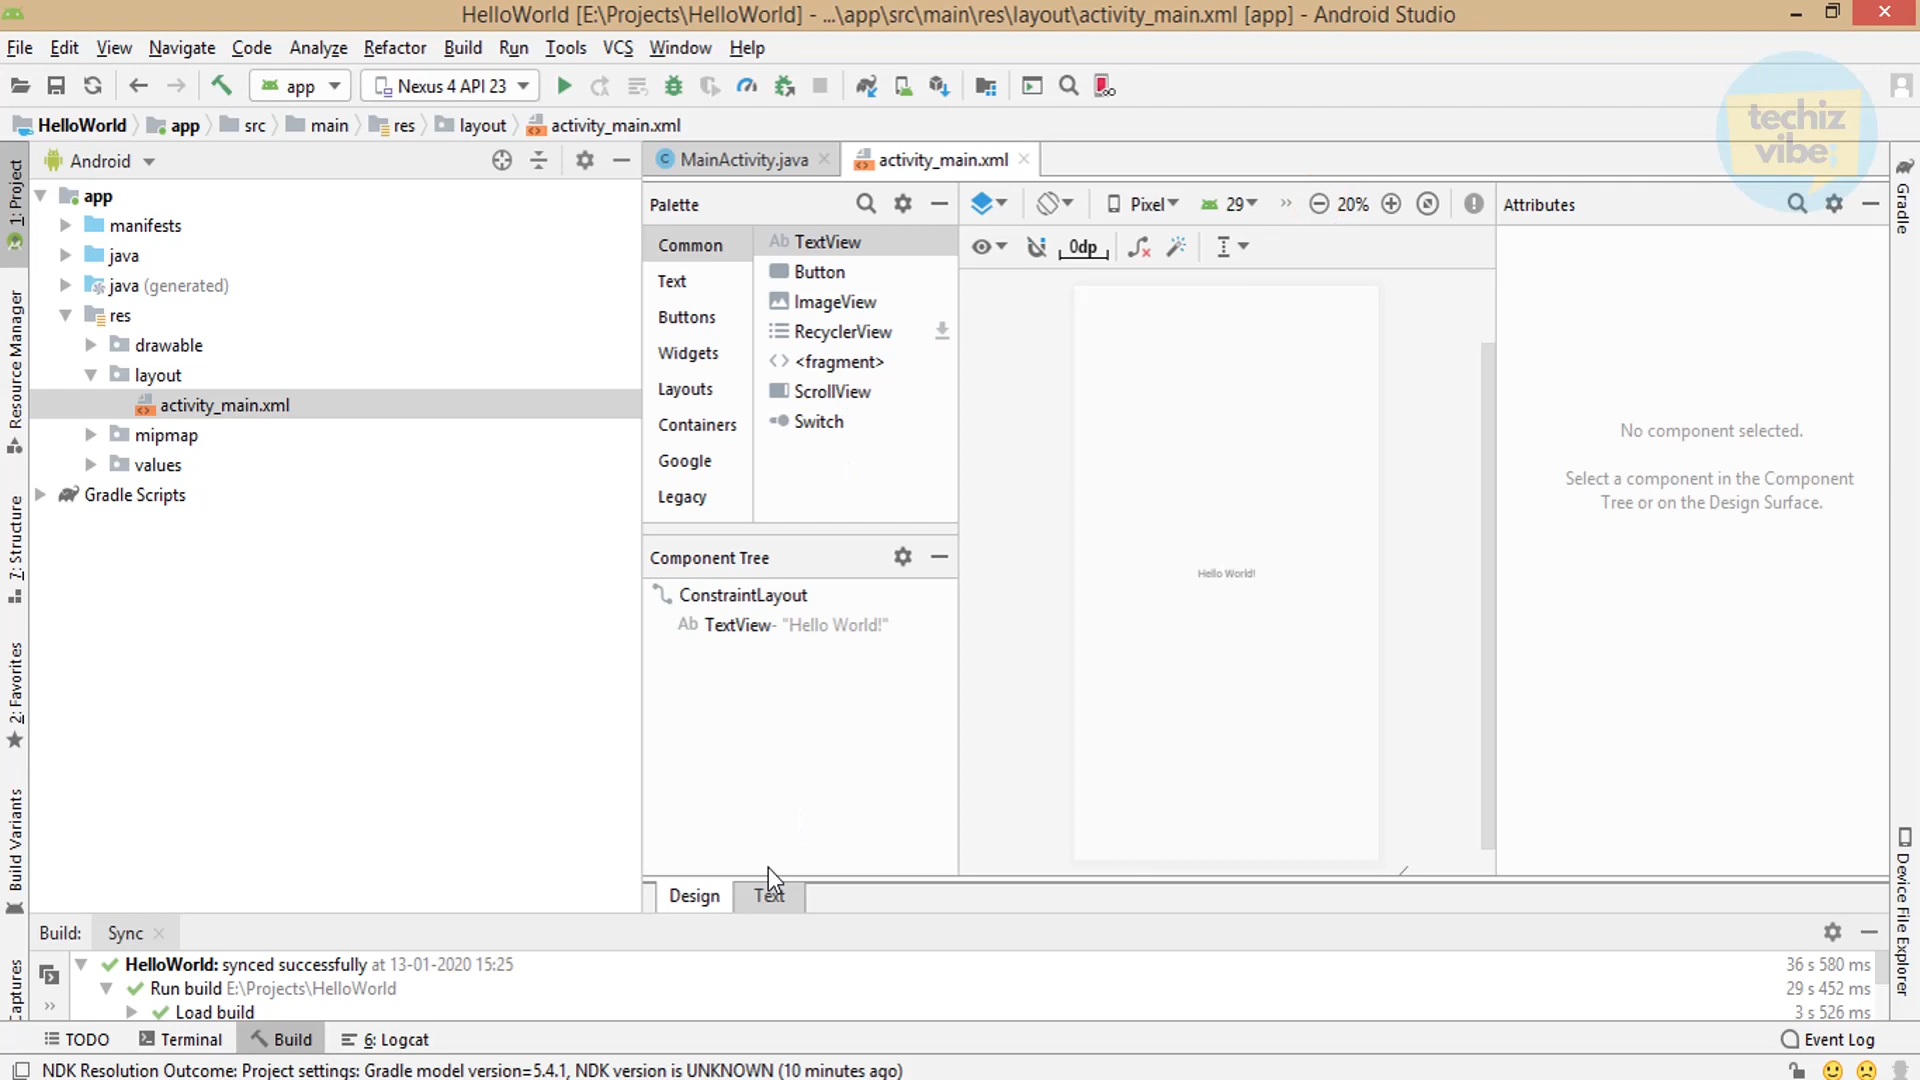 HelloWorld [E:\Projects\HelloWorld] - ...\app\src\main\res\layout\activity_main.xml [app] - Android Studio
File Edit View Navigate Code Analyze Refactor Build Run Tools VCS Window Help
app Nexus 4 API 23
techiz
vibe:
HelloWorld app src main res layout activity_main.xml
1: Project
Resource Manager
7: Structure
2: Favorites
Build Variants
Captures
Android
app
manifests
java
java (generated)
res
drawable
layout
activity_main.xml
mipmap
values
Gradle Scripts
MainActivity.java activity_main.xml
Palette
Common
Text
Buttons
Widgets
Layouts
Containers
Google
Legacy
Ab TextView
Button
ImageView
RecyclerView
<fragment>
ScrollView
Switch
Component Tree
ConstraintLayout
Ab TextView- "Hello World!"
Pixel 29 20%
0dp
Hello World!
Attributes
No component selected.
Select a component in the Component
Tree or on the Design Surface.
Gradle
Device File Explorer
Design Text
Build: Sync
HelloWorld: synced successfully at 13-01-2020 15:25 36 s 580 ms
Run build E:\Projects\HelloWorld 29 s 452 ms
Load build 3 s 526 ms
TODO Terminal Build 6: Logcat Event Log
NDK Resolution Outcome: Project settings: Gradle model version=5.4.1, NDK version is UNKNOWN (10 minutes ago)